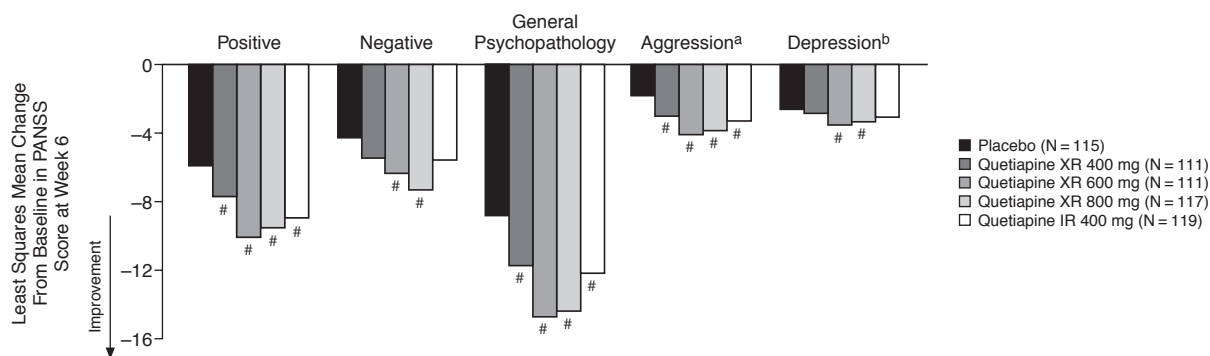 General
Positive
Negative
Psychopathology
Aggressionᵃ
Depressionᵇ
Least Squares Mean Change
From Baseline in PANSS
Score at Week 6
Improvement
0
−4
−8
−12
−16
# # # #
# #
# # # #
# # # #
# #
Placebo (N = 115)
Quetiapine XR 400 mg (N = 111)
Quetiapine XR 600 mg (N = 111)
Quetiapine XR 800 mg (N = 117)
Quetiapine IR 400 mg (N = 119)